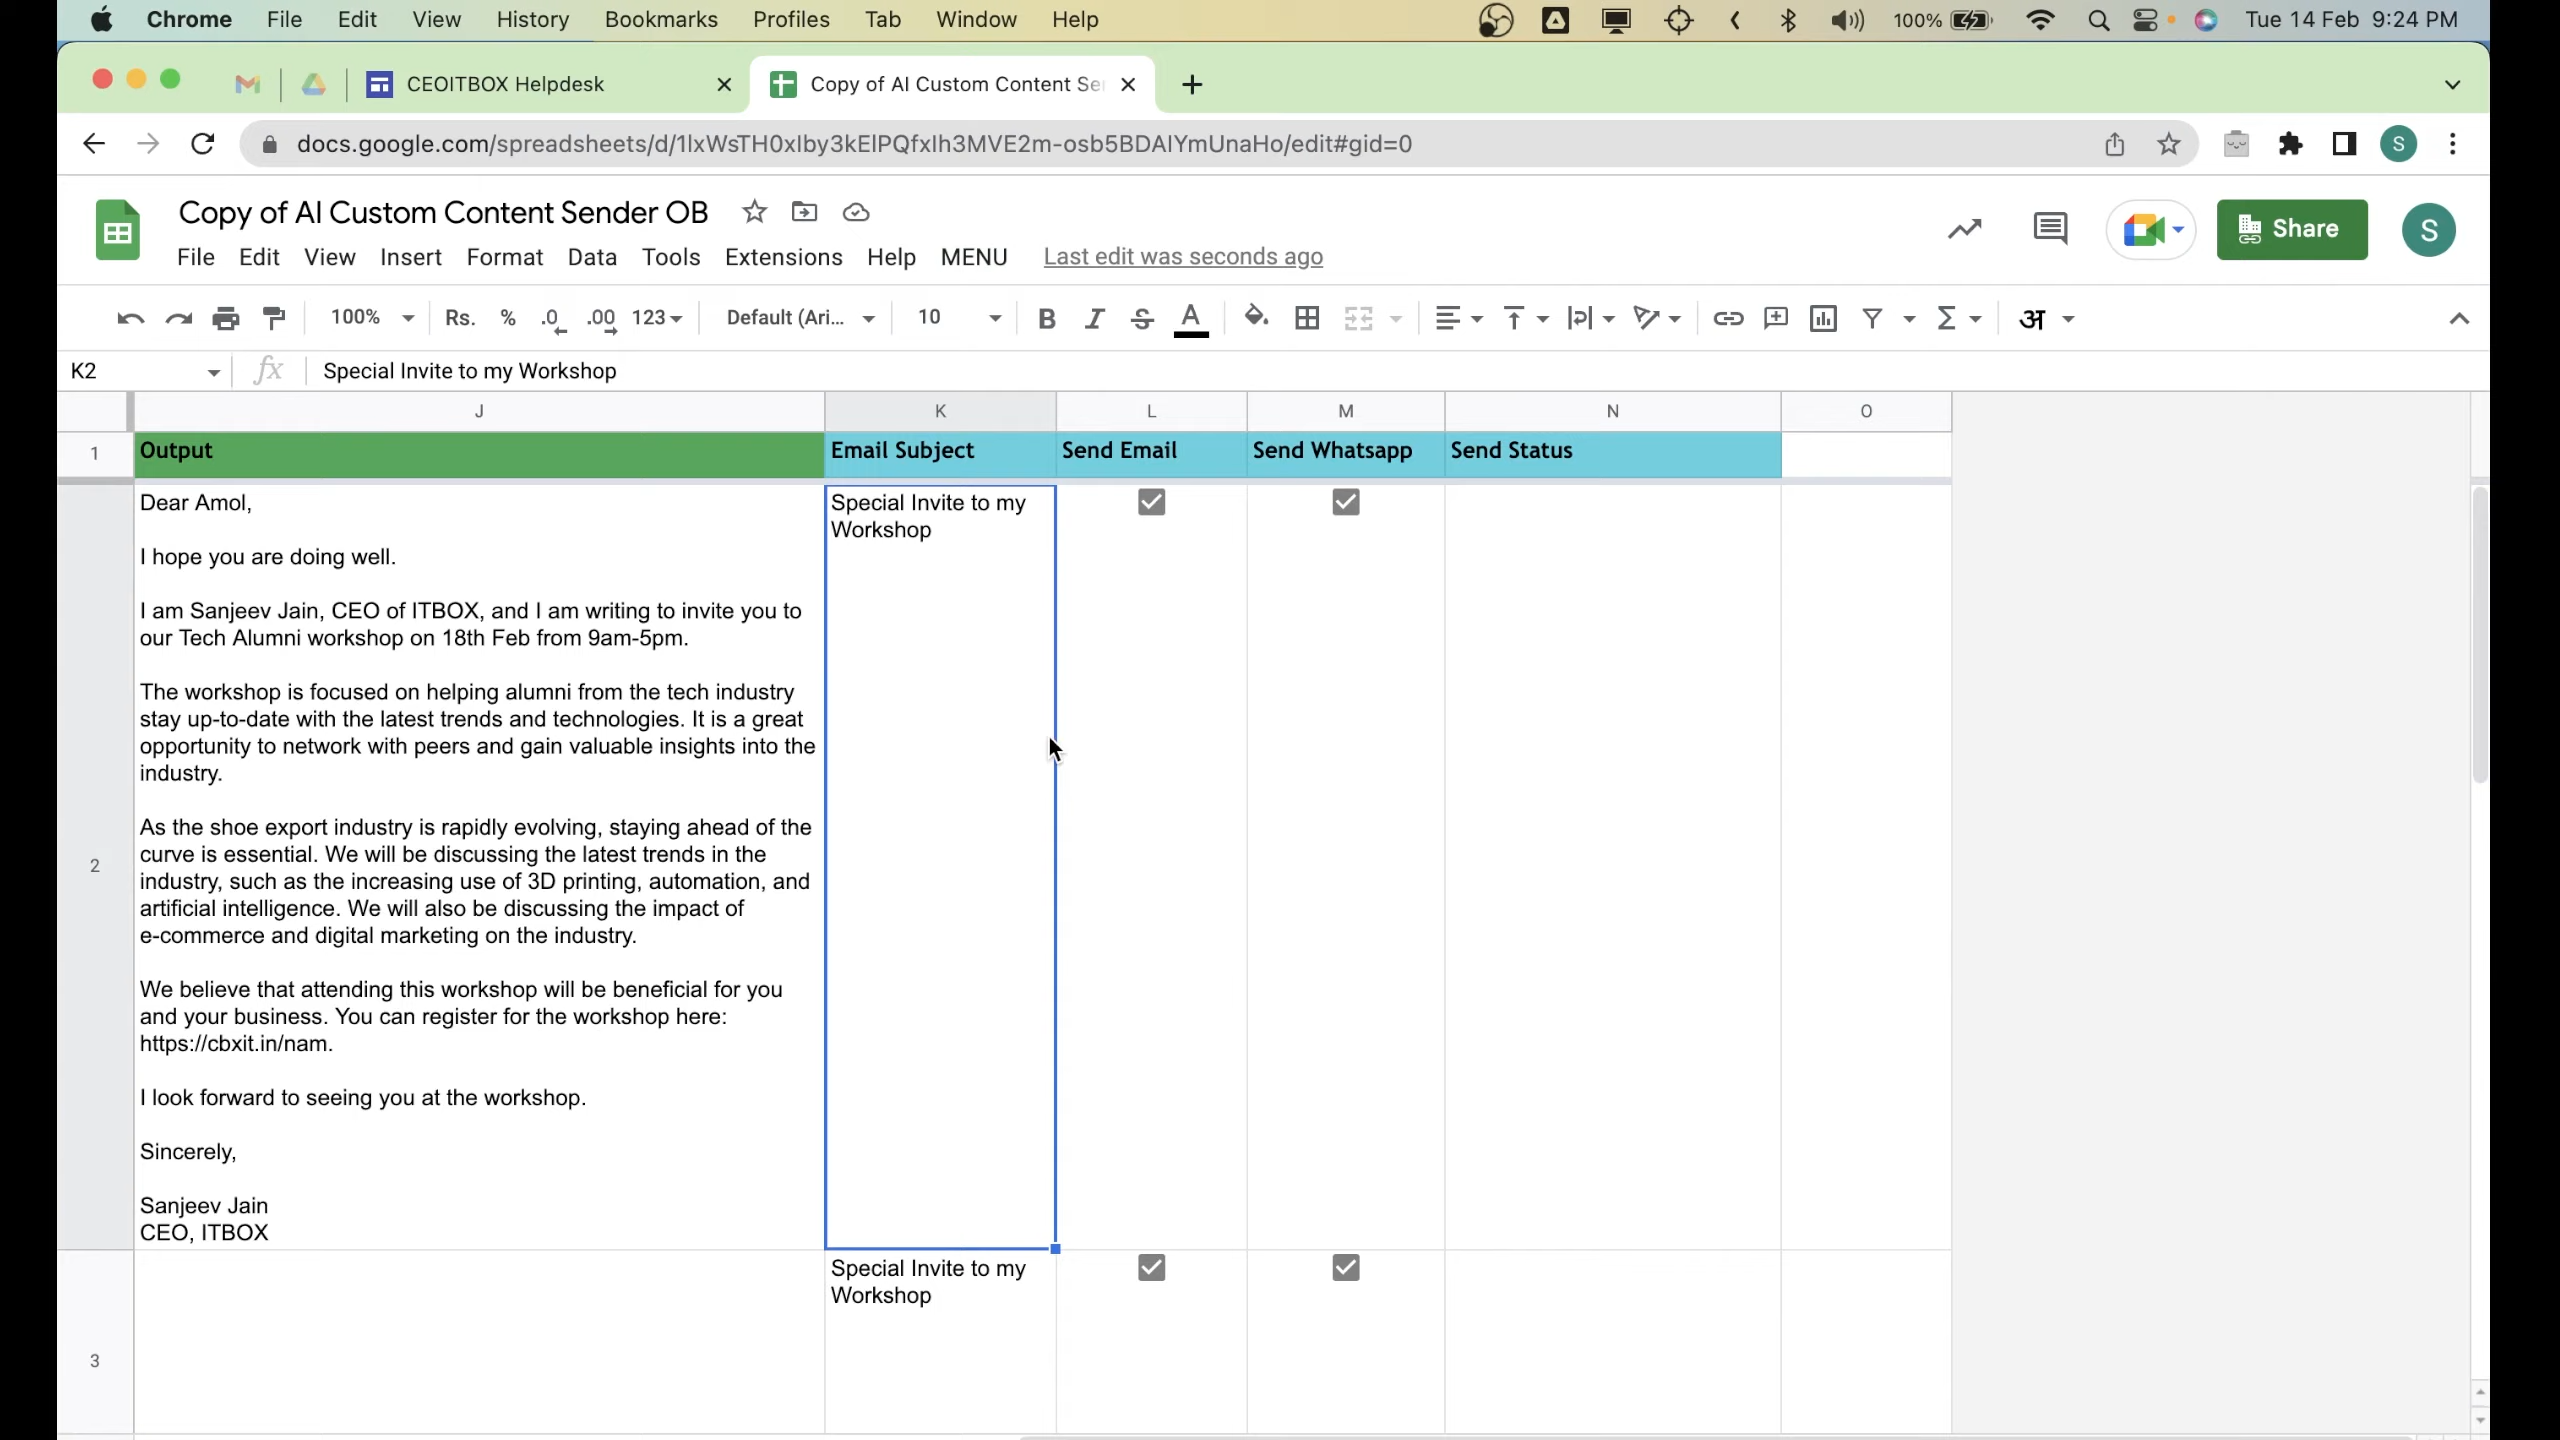 Chrome File Edit View History Bookmarks Profiles Tab Window Help 100% Tue 14 Feb 9:24 PM
CEOITBOX Helpdesk Copy of AI Custom Content Se
docs.google.com/spreadsheets/d/1lxWsTH0xIby3kElPQfxIh3MVE2m-osb5BDAIYmUnaHo/edit#gid=0 S
Copy of AI Custom Content Sender OB Share S
File Edit View Insert Format Data Tools Extensions Help MENU Last edit was seconds ago
100% Rs. % .0 .00 123 Default (Ari... 10 B I S A Σ अ
K2 fx Special Invite to my Workshop
J K L M N O
1 Output Email Subject Send Email Send Whatsapp Send Status
Dear Amol, Special Invite to my
Workshop
I hope you are doing well.
I am Sanjeev Jain, CEO of ITBOX, and I am writing to invite you to
our Tech Alumni workshop on 18th Feb from 9am-5pm.
The workshop is focused on helping alumni from the tech industry
stay up-to-date with the latest trends and technologies. It is a great
opportunity to network with peers and gain valuable insights into the
industry.
As the shoe export industry is rapidly evolving, staying ahead of the
curve is essential. We will be discussing the latest trends in the
2
industry, such as the increasing use of 3D printing, automation, and
artificial intelligence. We will also be discussing the impact of
e-commerce and digital marketing on the industry.
We believe that attending this workshop will be beneficial for you
and your business. You can register for the workshop here:
https://cbxit.in/nam.
I look forward to seeing you at the workshop.
Sincerely,
Sanjeev Jain
CEO, ITBOX
Special Invite to my
Workshop
3